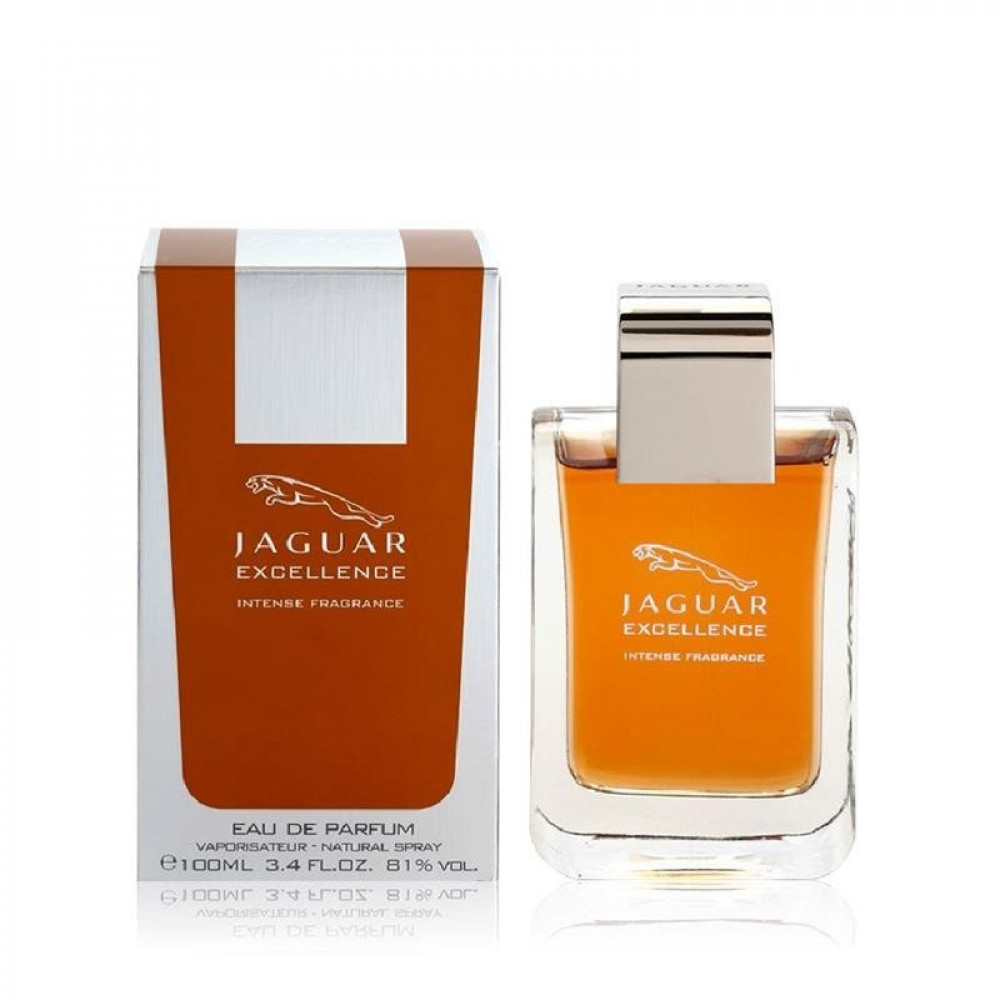 JAGUAR
EXCELLENCE
INTENSE FRAGRANCE
EAU DE PARFUM
VAPORISATEUR - NATURAL SPRAY
℮100ML 3.4 FL.OZ. 81% VOL.
JAGUAR
JAGUAR
EXCELLENCE
INTENSE FRAGRANCE